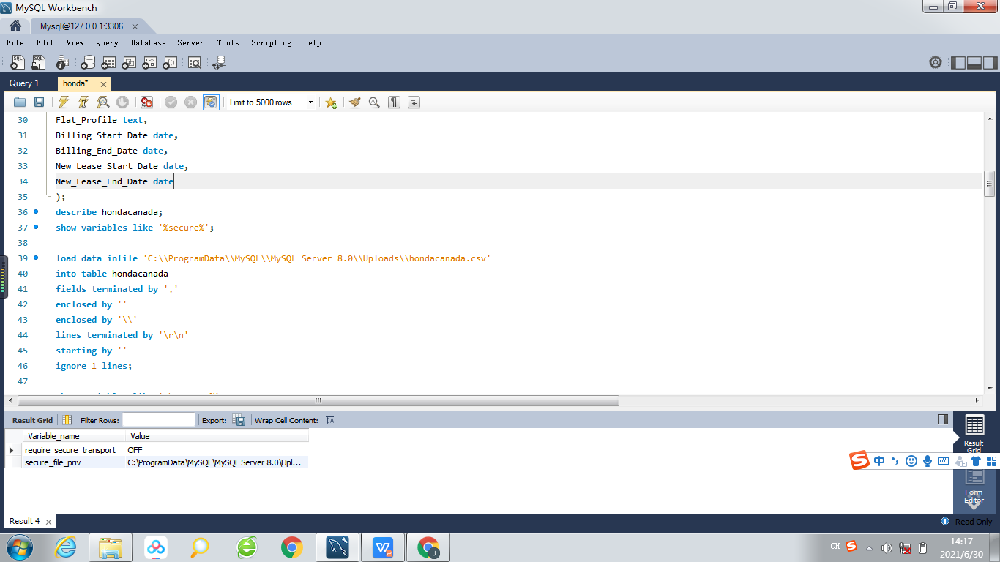 MySQL Workbench
Mysql@127.0.0.1:3306
File Edit View Query Database Server Tools Scripting Help
Query 1
honda*
Limit to 5000 rows
30 Flat_Profile text,
31 Billing_Start_Date date,
32 Billing_End_Date date,
33 New_Lease_Start_Date date,
34 New_Lease_End_Date date
35 );
36 describe hondacanada;
37 show variables like '%secure%';
38
39 load data infile 'C:\\ProgramData\\MySQL\\MySQL Server 8.0\\Uploads\\hondacanada.csv'
40 into table hondacanada
41 fields terminated by ','
42 enclosed by ''
43 enclosed by '\\'
44 lines terminated by '\r\n'
45 starting by ''
46 ignore 1 lines;
47
Result Grid Filter Rows: Export: Wrap Cell Content:
Variable_name Value
require_secure_transport OFF
secure_file_priv C:\ProgramData\MySQL\MySQL Server 8.0\Upl...
Result
Grid
中
Form
Editor
Result 4
Read Only
CH
14:17
2021/6/30